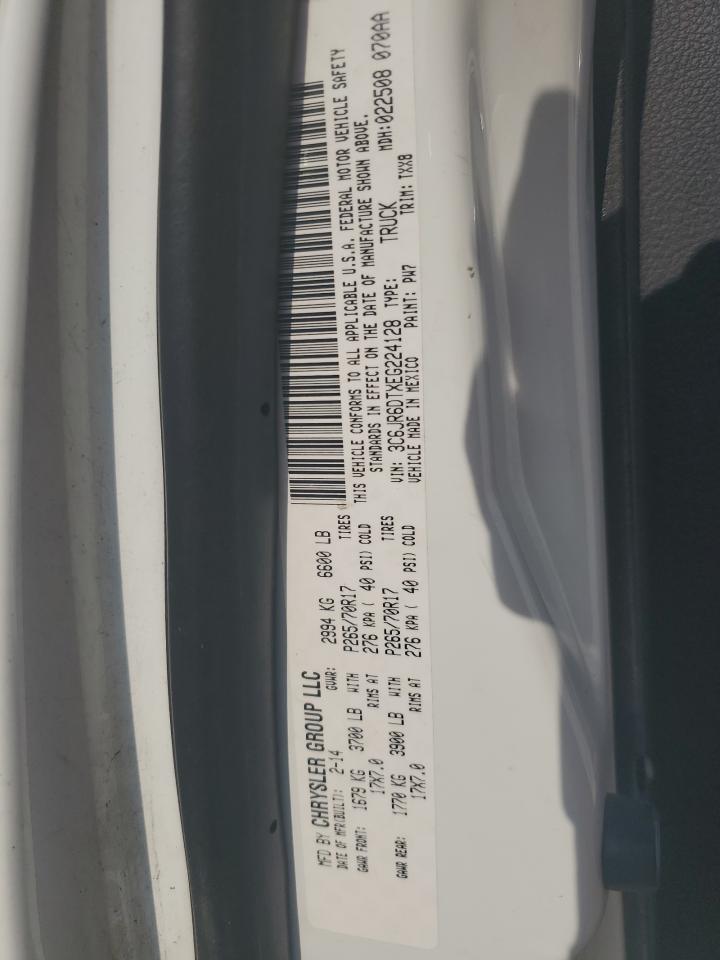 MFD BY CHRYSLER GROUP LLC
DATE OF MFR(BUILT): 2-14 GVWR: 2994 KG 6600 LB
GAWR FRONT: 1679 KG 3700 LB WITH P265/70R17 TIRES
17X7.0 RIMS AT 276 KPA ( 40 PSI) COLD
GAWR REAR: 1770 KG 3900 LB WITH P265/70R17 TIRES
17X7.0 RIMS AT 276 KPA ( 40 PSI) COLD
THIS VEHICLE CONFORMS TO ALL APPLICABLE U.S.A. FEDERAL MOTOR VEHICLE SAFETY
STANDARDS IN EFFECT ON THE DATE OF MANUFACTURE SHOWN ABOVE.
VIN: 3C6JR6DTXEG224128 TYPE: TRUCK MDH:022508 070AA
VEHICLE MADE IN MEXICO PAINT: PW7 TRIM: TXX8